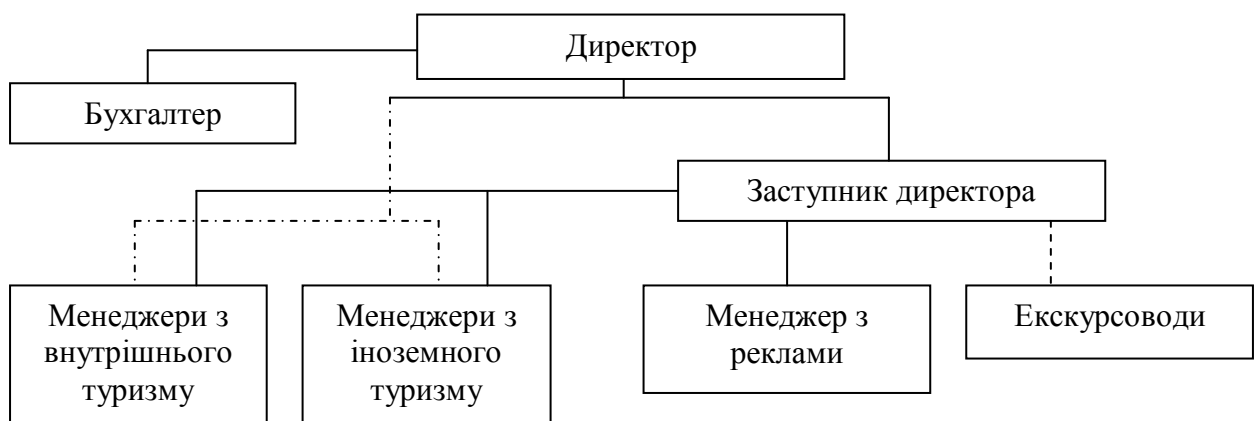 Директор
Бухгалтер
Заступник директора
Менеджери з
внутрішнього
туризму
Менеджери з
іноземного
туризму
Менеджер з
реклами
Екскурсоводи